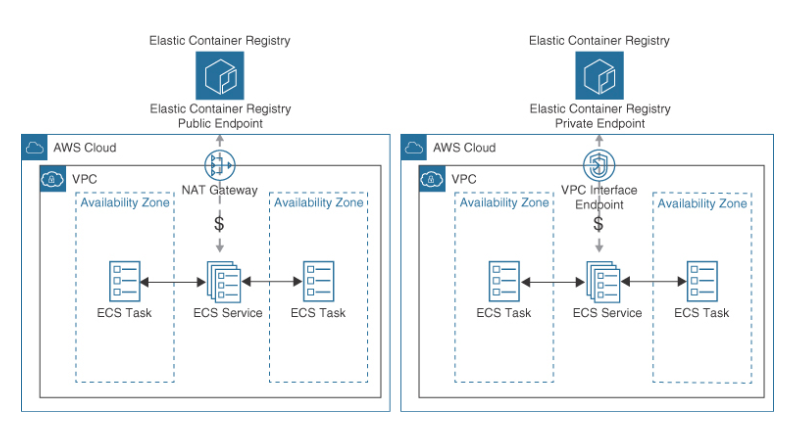 Elastic Container Registry
Elastic Container Registry
Public Endpoint
AWS Cloud
VPC
NAT Gateway
Availability Zone
Availability Zone
$
ECS Task
ECS Service
ECS Task
Elastic Container Registry
Elastic Container Registry
Private Endpoint
AWS Cloud
VPC
VPC Interface
Endpoint
Availability Zone
Availability Zone
$
ECS Task
ECS Service
ECS Task